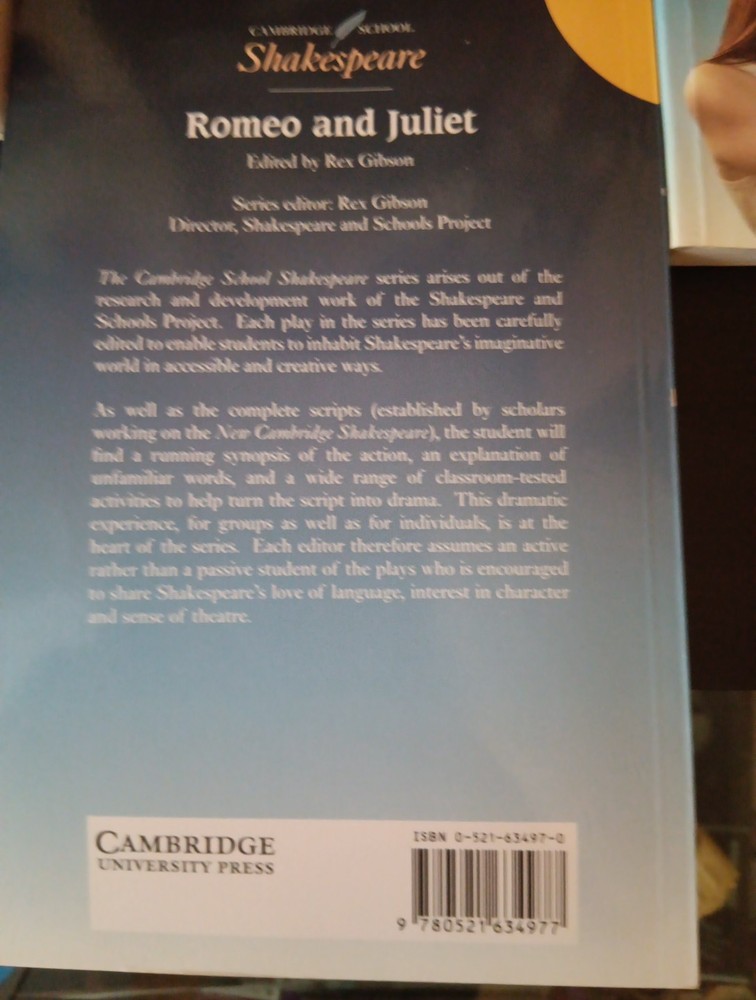 CAMBRIDGE SCHOOL
Shakespeare
Romeo and Juliet
Edited by Rex Gibson
Series editor: Rex Gibson
Director, Shakespeare and Schools Project
The Cambridge School Shakespeare series arises out of the
research and development work of the Shakespeare and
Schools Project. Each play in the series has been carefully
edited to enable students to inhabit Shakespeare's imaginative
world in accessible and creative ways.
As well as the complete scripts (established by scholars
working on the New Cambridge Shakespeare), the student will
find a running synopsis of the action, an explanation of
unfamiliar words, and a wide range of classroom-tested
activities to help turn the script into drama. This dramatic
experience, for groups as well as for individuals, is at the
heart of the series. Each editor therefore assumes an active
rather than a passive student of the plays who is encouraged
to share Shakespeare's love of language, interest in character
and sense of theatre.
CAMBRIDGE
UNIVERSITY PRESS
ISBN 0-521-63497-0
9 780521 634977